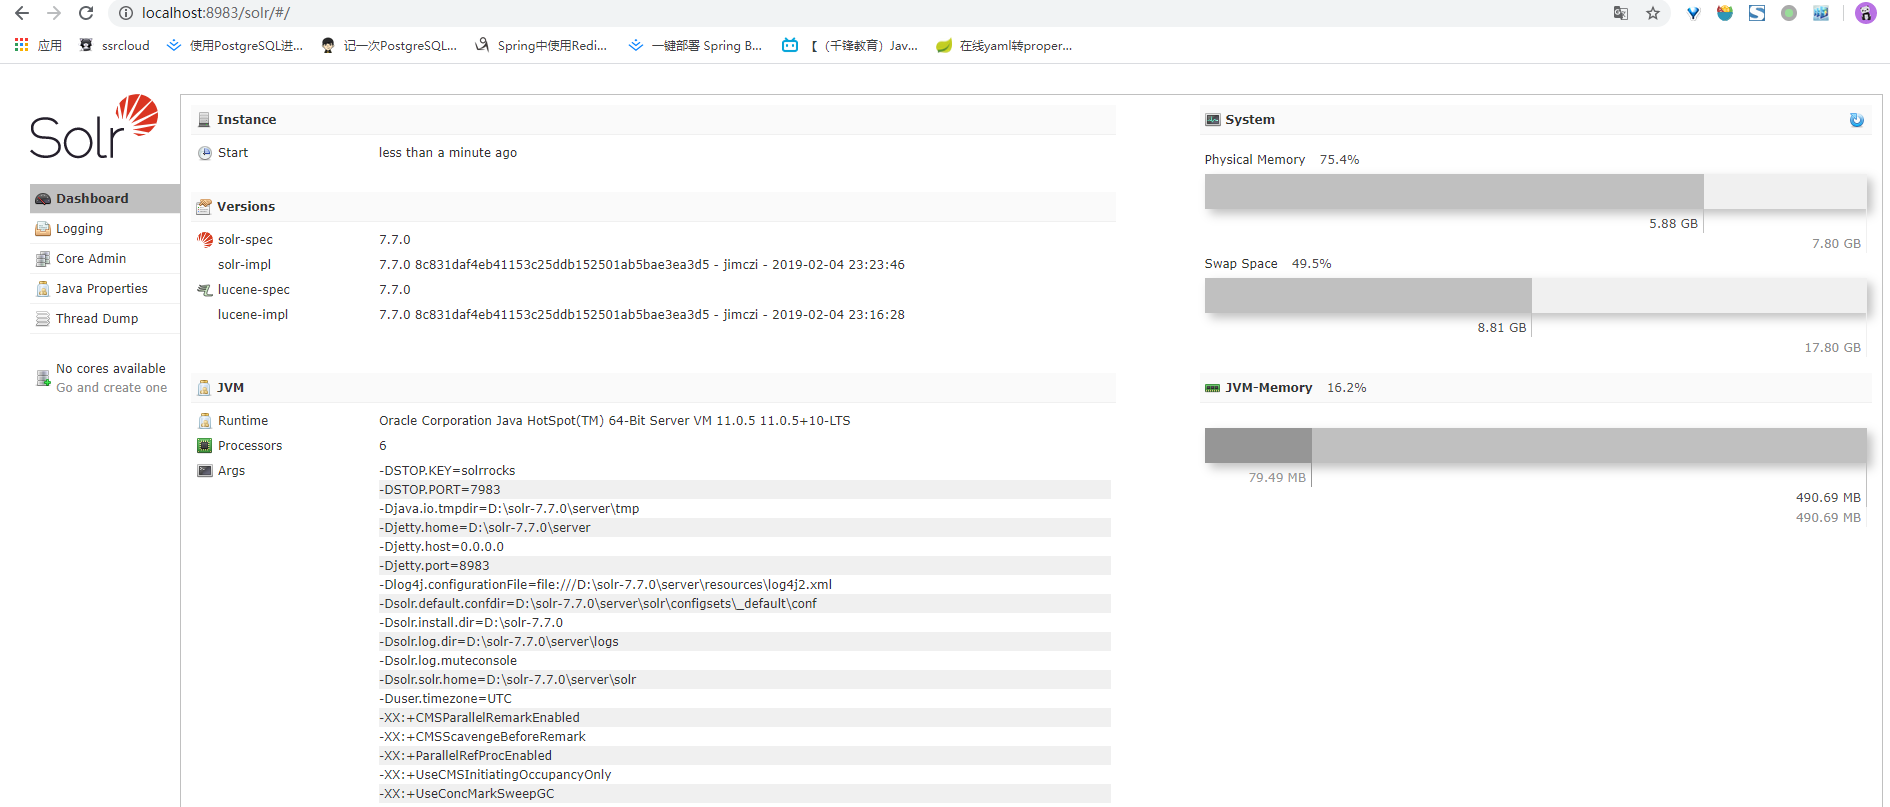 localhost:8983/solr/#/
应用 ssrcloud 使用PostgreSQL进... 记一次PostgreSQL... Spring中使用Redi... 一键部署 Spring B... 【（千锋教育）Jav... 在线yaml转proper...
Solr
Dashboard
Logging
Core Admin
Java Properties
Thread Dump
No cores available
Go and create one
Instance
Start less than a minute ago
Versions
solr-spec 7.7.0
solr-impl 7.7.0 8c831daf4eb41153c25ddb152501ab5bae3ea3d5 - jimczi - 2019-02-04 23:23:46
lucene-spec 7.7.0
lucene-impl 7.7.0 8c831daf4eb41153c25ddb152501ab5bae3ea3d5 - jimczi - 2019-02-04 23:16:28
JVM
Runtime Oracle Corporation Java HotSpot(TM) 64-Bit Server VM 11.0.5 11.0.5+10-LTS
Processors 6
Args -DSTOP.KEY=solrrocks
-DSTOP.PORT=7983
-Djava.io.tmpdir=D:\solr-7.7.0\server\tmp
-Djetty.home=D:\solr-7.7.0\server
-Djetty.host=0.0.0.0
-Djetty.port=8983
-Dlog4j.configurationFile=file:///D:\solr-7.7.0\server\resources\log4j2.xml
-Dsolr.default.confdir=D:\solr-7.7.0\server\solr\configsets\_default\conf
-Dsolr.install.dir=D:\solr-7.7.0
-Dsolr.log.dir=D:\solr-7.7.0\server\logs
-Dsolr.log.muteconsole
-Dsolr.solr.home=D:\solr-7.7.0\server\solr
-Duser.timezone=UTC
-XX:+CMSParallelRemarkEnabled
-XX:+CMSScavengeBeforeRemark
-XX:+ParallelRefProcEnabled
-XX:+UseCMSInitiatingOccupancyOnly
-XX:+UseConcMarkSweepGC
System
Physical Memory 75.4%
5.88 GB
7.80 GB
Swap Space 49.5%
8.81 GB
17.80 GB
JVM-Memory 16.2%
79.49 MB
490.69 MB
490.69 MB